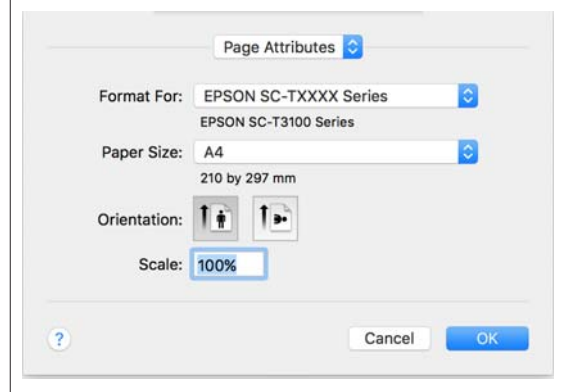 Page Attributes
Format For: EPSON SC-TXXXX Series
EPSON SC-T3100 Series
Paper Size: A4
210 by 297 mm
Orientation:
Scale: 100%
? Cancel OK